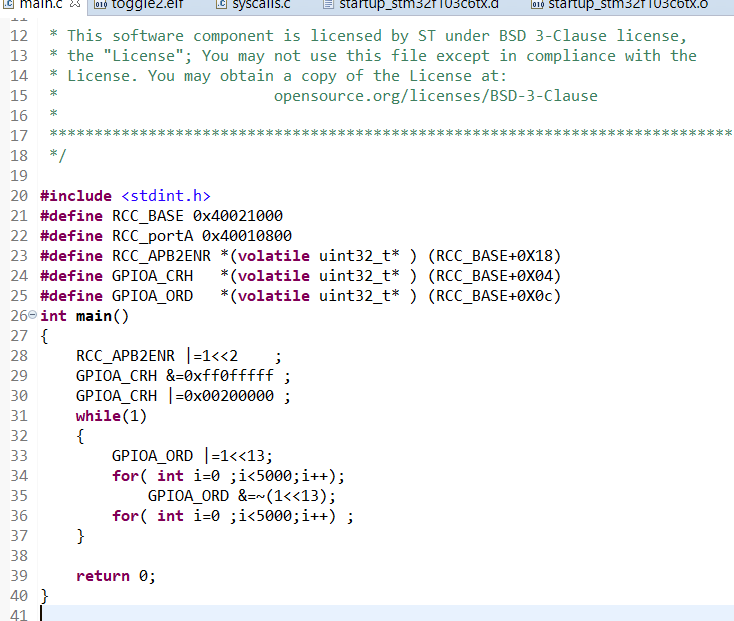 main.c toggle2.elf syscalls.c startup_stm32f103c6tx.d startup_stm32f103c6tx.o
11
12 * This software component is licensed by ST under BSD 3-Clause license,
13 * the "License"; You may not use this file except in compliance with the
14 * License. You may obtain a copy of the License at:
15 * opensource.org/licenses/BSD-3-Clause
16 *
17 ******************************************************************************
18 */
19
20 #include <stdint.h>
21 #define RCC_BASE 0x40021000
22 #define RCC_portA 0x40010800
23 #define RCC_APB2ENR *(volatile uint32_t* ) (RCC_BASE+0X18)
24 #define GPIOA_CRH *(volatile uint32_t* ) (RCC_BASE+0X04)
25 #define GPIOA_ORD *(volatile uint32_t* ) (RCC_BASE+0X0c)
26 int main()
27 {
28 RCC_APB2ENR |=1<<2 ;
29 GPIOA_CRH &=0xff0fffff ;
30 GPIOA_CRH |=0x00200000 ;
31 while(1)
32 {
33 GPIOA_ORD |=1<<13;
34 for( int i=0 ;i<5000;i++);
35 GPIOA_ORD &=~(1<<13);
36 for( int i=0 ;i<5000;i++) ;
37 }
38
39 return 0;
40 }
41